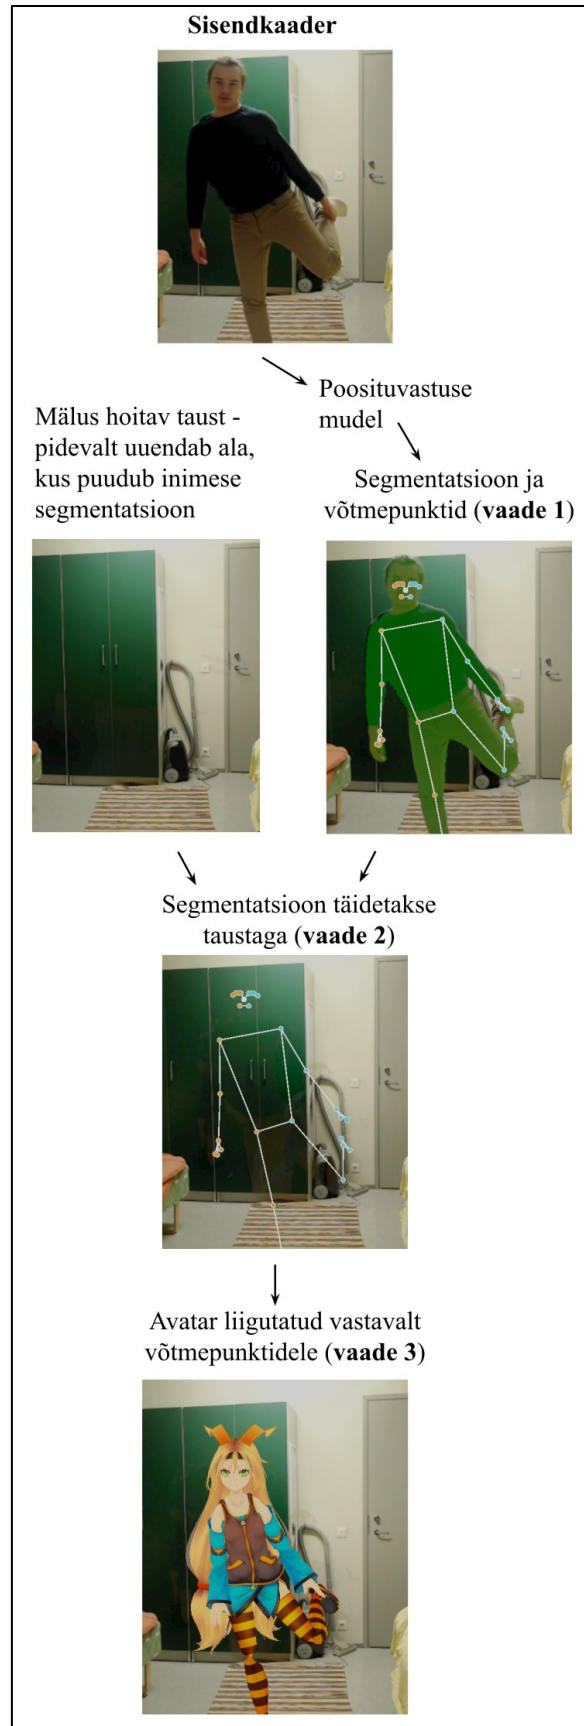 Sisendkaader
Poosituvastuse
mudel
Mälus hoitav taust -
pidevalt uuendab ala,
kus puudub inimese
segmentatsioon
Segmentatsioon ja
võtmepunktid (vaade 1)
Segmentatsioon täidetakse
taustaga (vaade 2)
Avatar liigutatud vastavalt
võtmepunktidele (vaade 3)